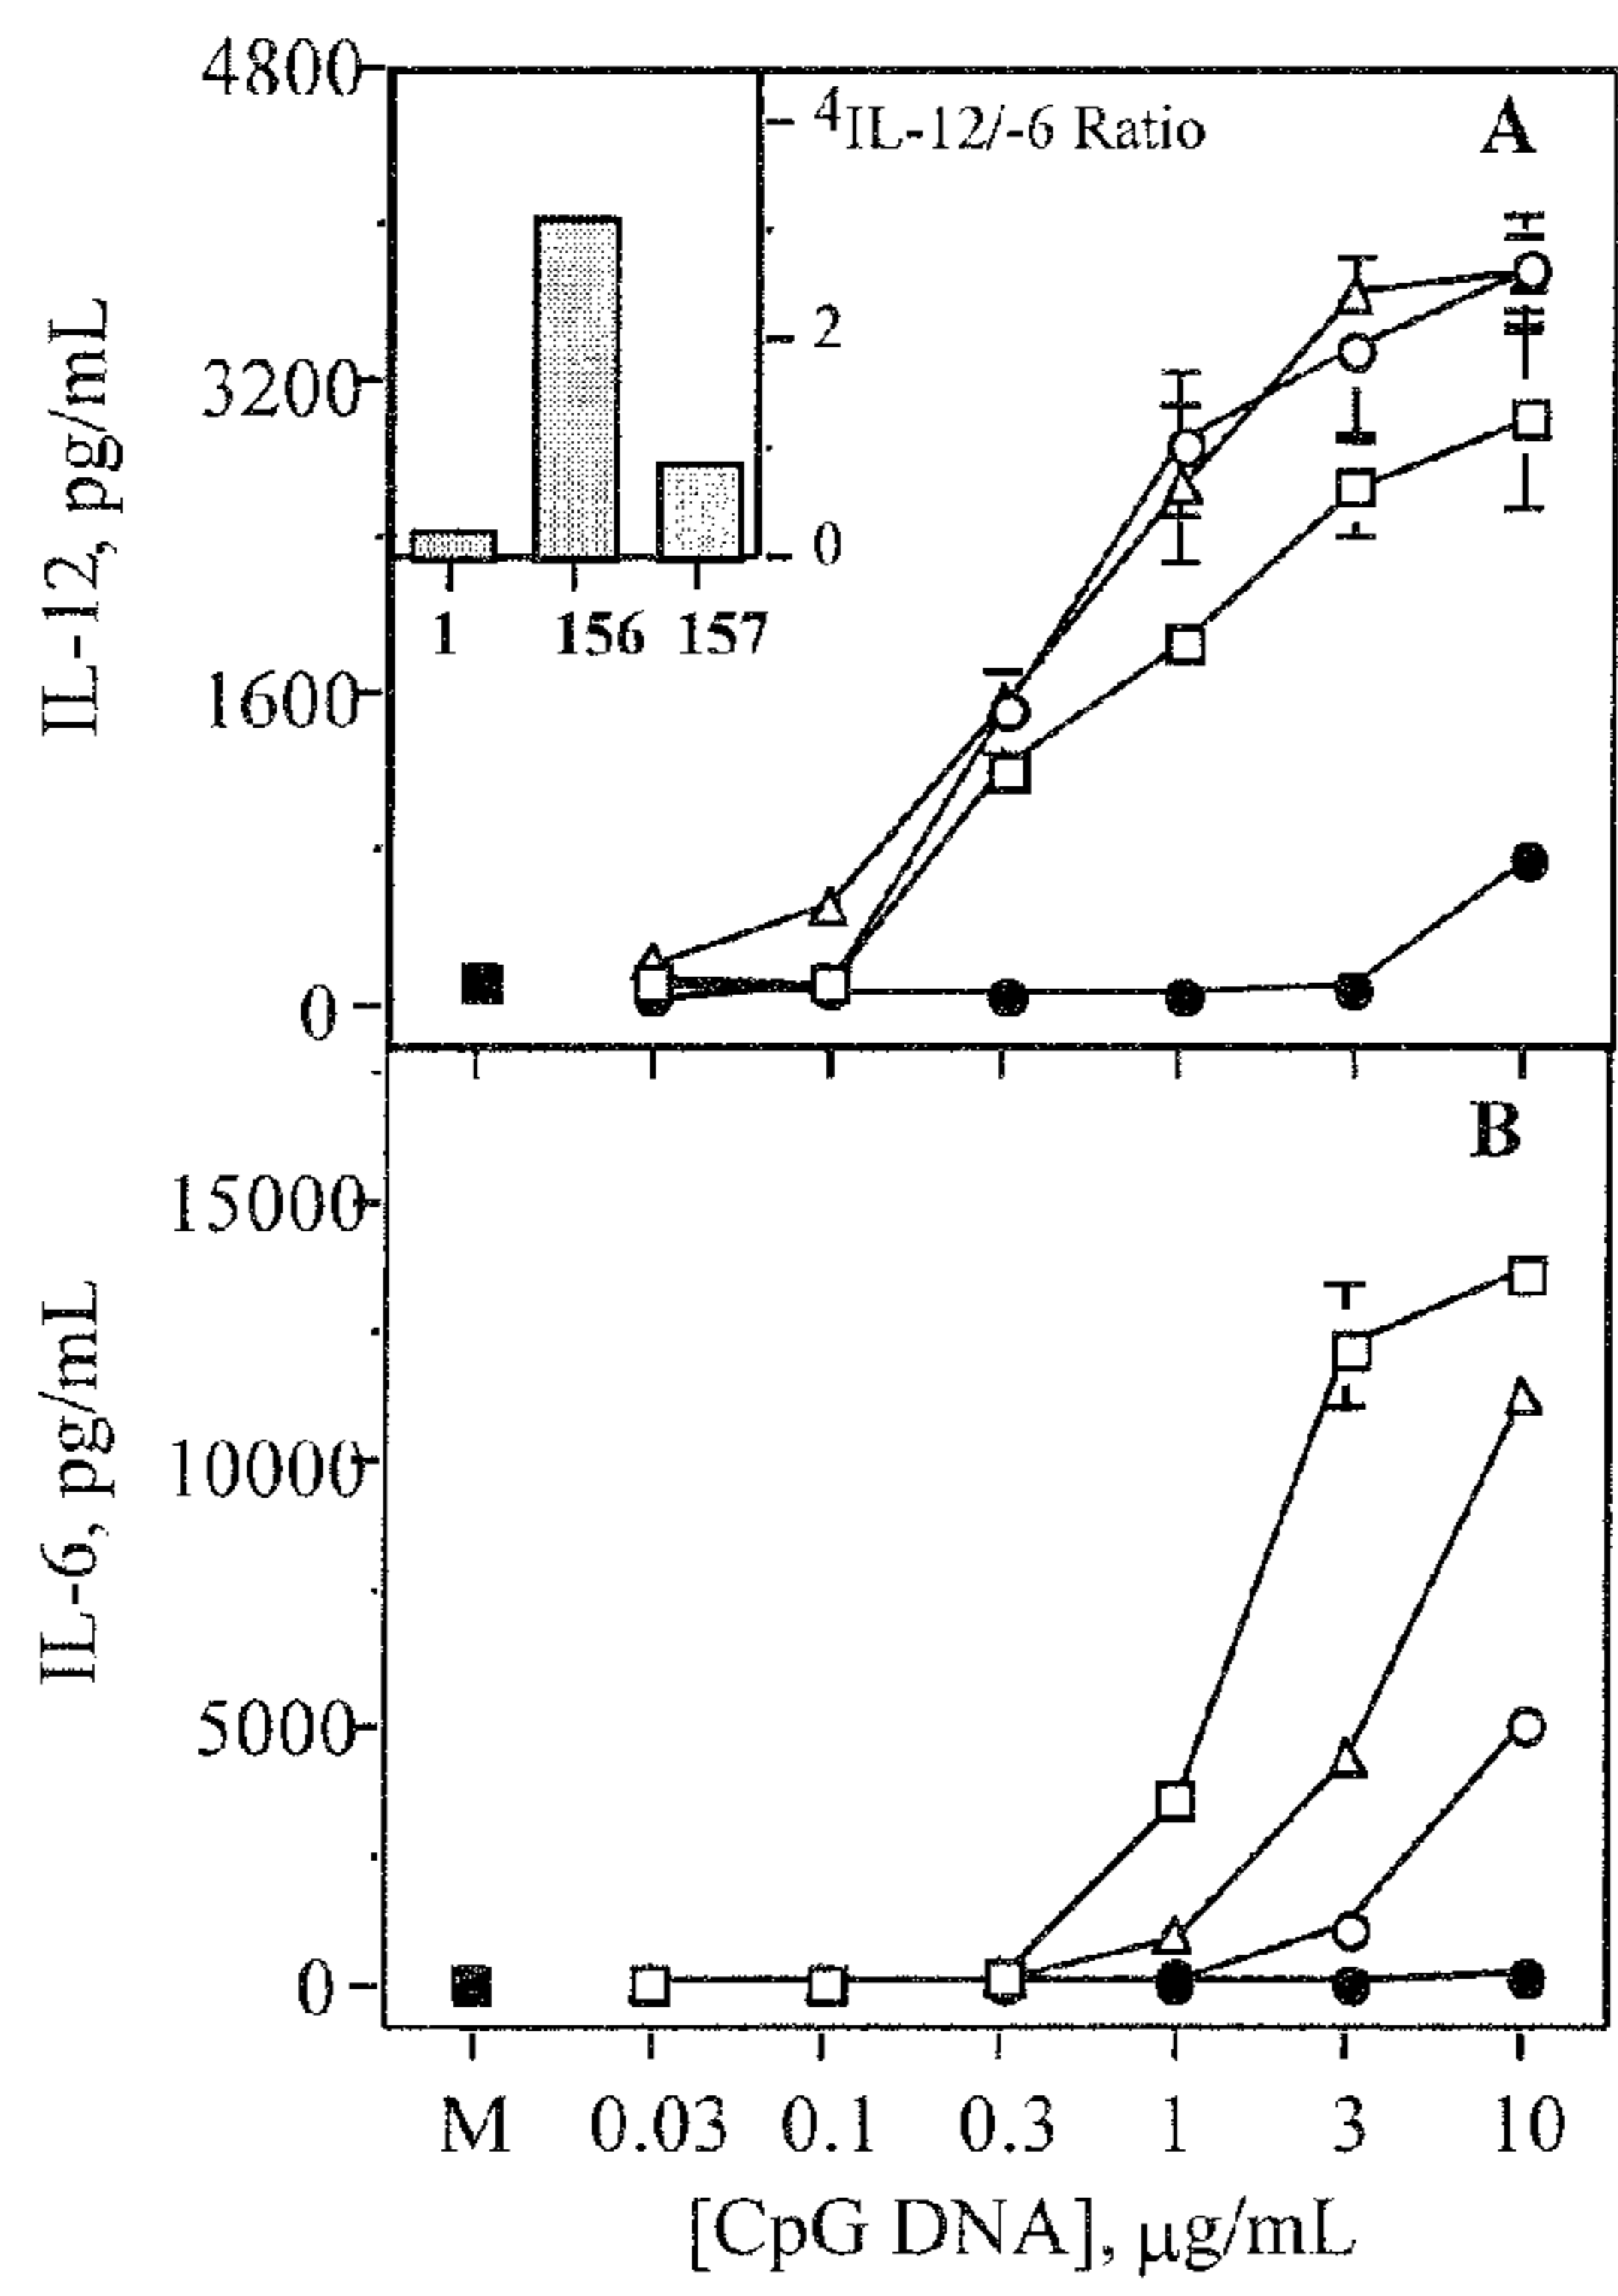 4800
4 IL-12/-6 Ratio
A
3200
2
0
1 156 157
1600
0
IL-12, pg/mL
B
15000
10000
5000
0
IL-6, pg/mL
M 0.03 0.1 0.3 1 3 10
[CpG DNA], μg/mL